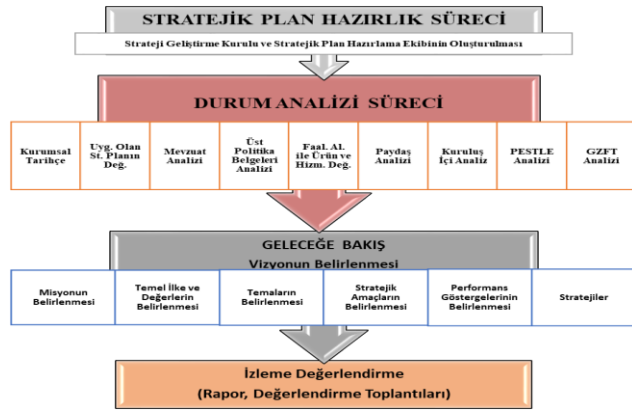 STRATEJİK PLAN HAZIRLIK SÜRECİ
Strateji Geliştirme Kurulu ve Stratejik Plan Hazırlama Ekibinin Oluşturulması
DURUM ANALİZİ SÜRECİ
Kurumsal
Tarihçe
Uyg. Olan
St. Planın
Değ.
Mevzuat
Analizi
Üst
Politika
Belgeleri
Analizi
Faal. Al.
ile Ürün ve
Hizm. Değ.
Paydaş
Analizi
Kuruluş
İçi Analiz
PESTLE
Analizi
GZFT
Analizi
GELECEĞE BAKIŞ
Vizyonun Belirlenmesi
Misyonun
Belirlenmesi
Temel İlke ve
Değerlerin
Belirlenmesi
Temaların
Belirlenmesi
Stratejik
Amaçların
Belirlenmesi
Performans
Göstergelerinin
Belirlenmesi
Stratejiler
İzleme Değerlendirme
(Rapor, Değerlendirme Toplantıları)